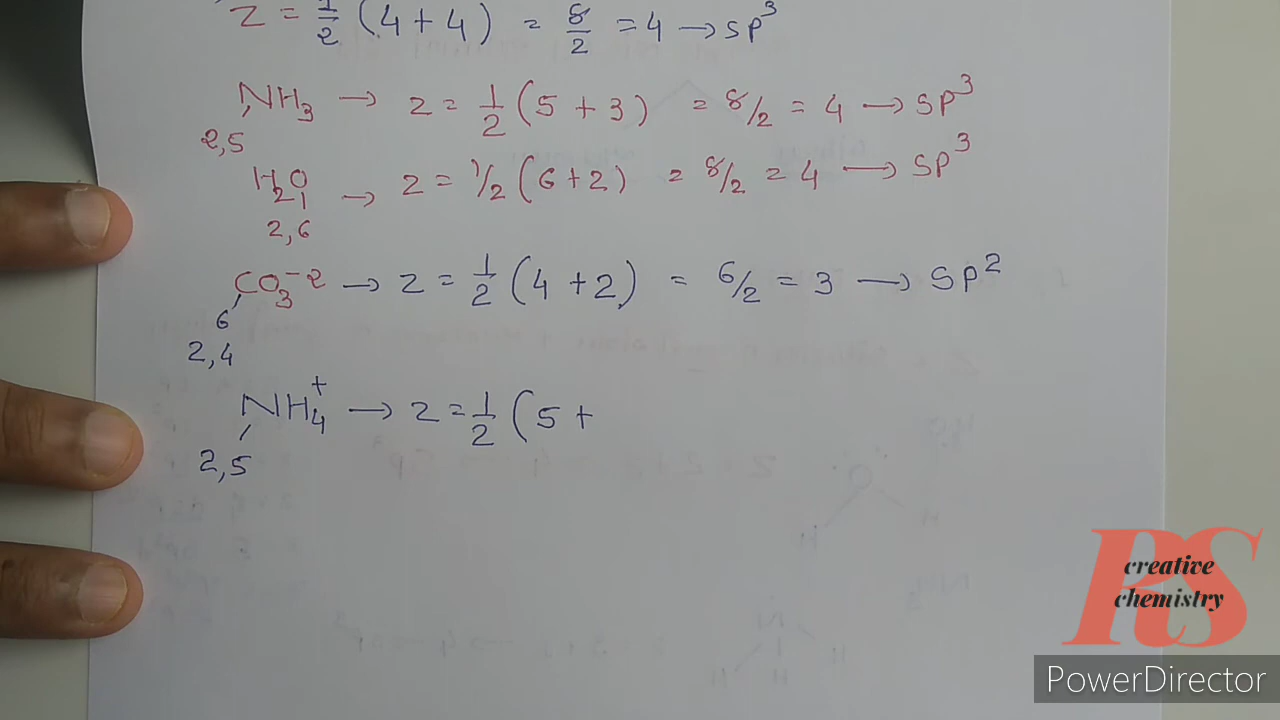 Z = 1/2 (4 + 4) = 8/2 = 4 → SP³
NH₃ → Z = 1/2 (5 + 3) = 8/2 = 4 → SP³
2,5
H₂O → Z = 1/2 (6 + 2) = 8/2 = 4 → SP³
2,6
CO₃⁻² → Z = 1/2 (4 + 2) = 6/2 = 3 → SP²
6
2,4
NH₄⁺ → Z = 1/2 (5 +
2,5
RS
creative
chemistry
PowerDirector